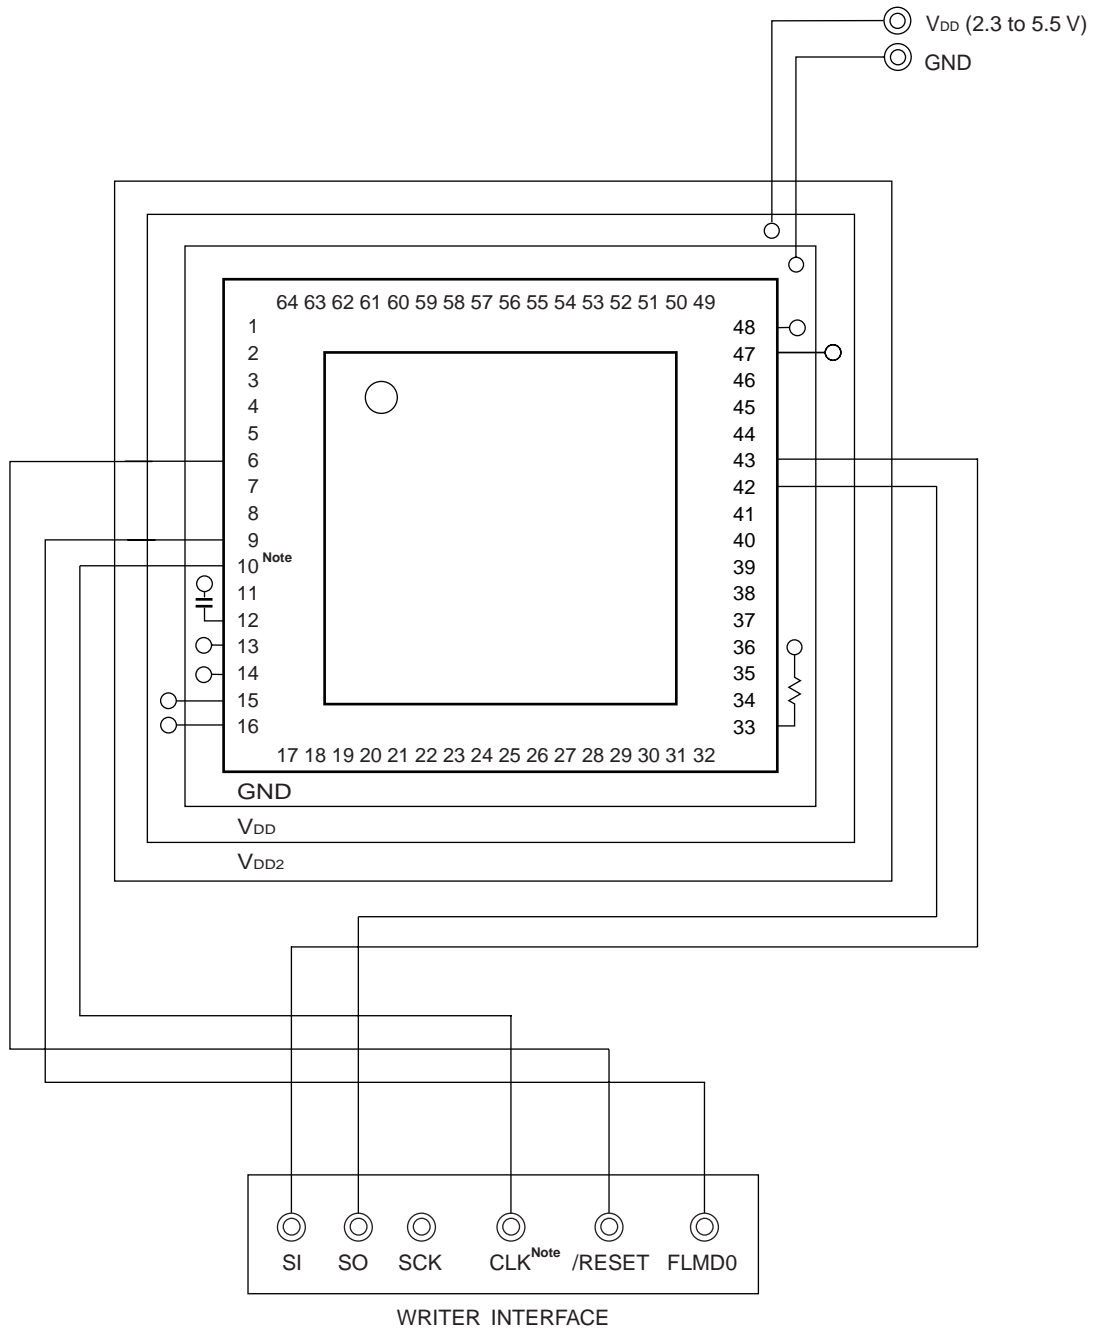 VDD (2.3 to 5.5 V)
GND
64 63 62 61 60 59 58 57 56 55 54 53 52 51 50 49
1 48
2 47
3 46
4 45
5 44
6 43
7 42
8 41
9 40
10 Note 39
11 38
12 37
13 36
14 35
15 34
16 33
17 18 19 20 21 22 23 24 25 26 27 28 29 30 31 32
GND
VDD
VDD2
SI SO SCK CLK Note /RESET FLMD0
WRITER INTERFACE